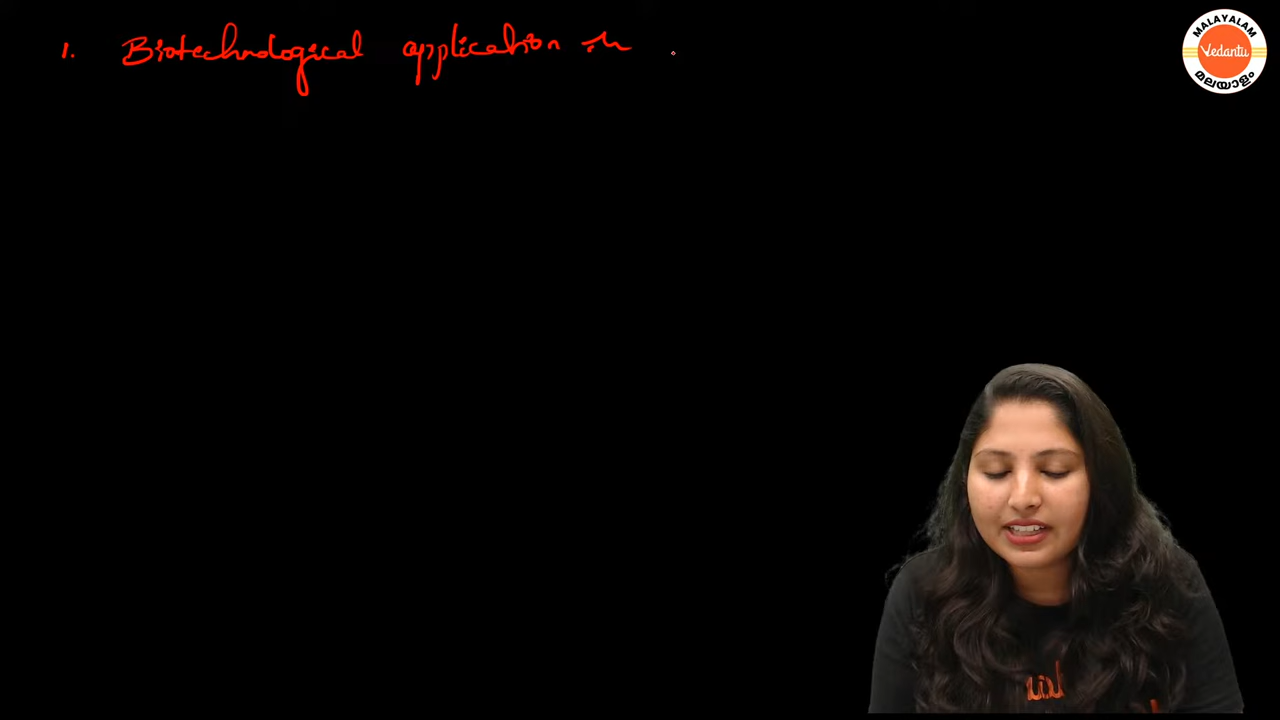 1. Biotechnological application in
MALAYALAM
Vedantu
മലയാളം